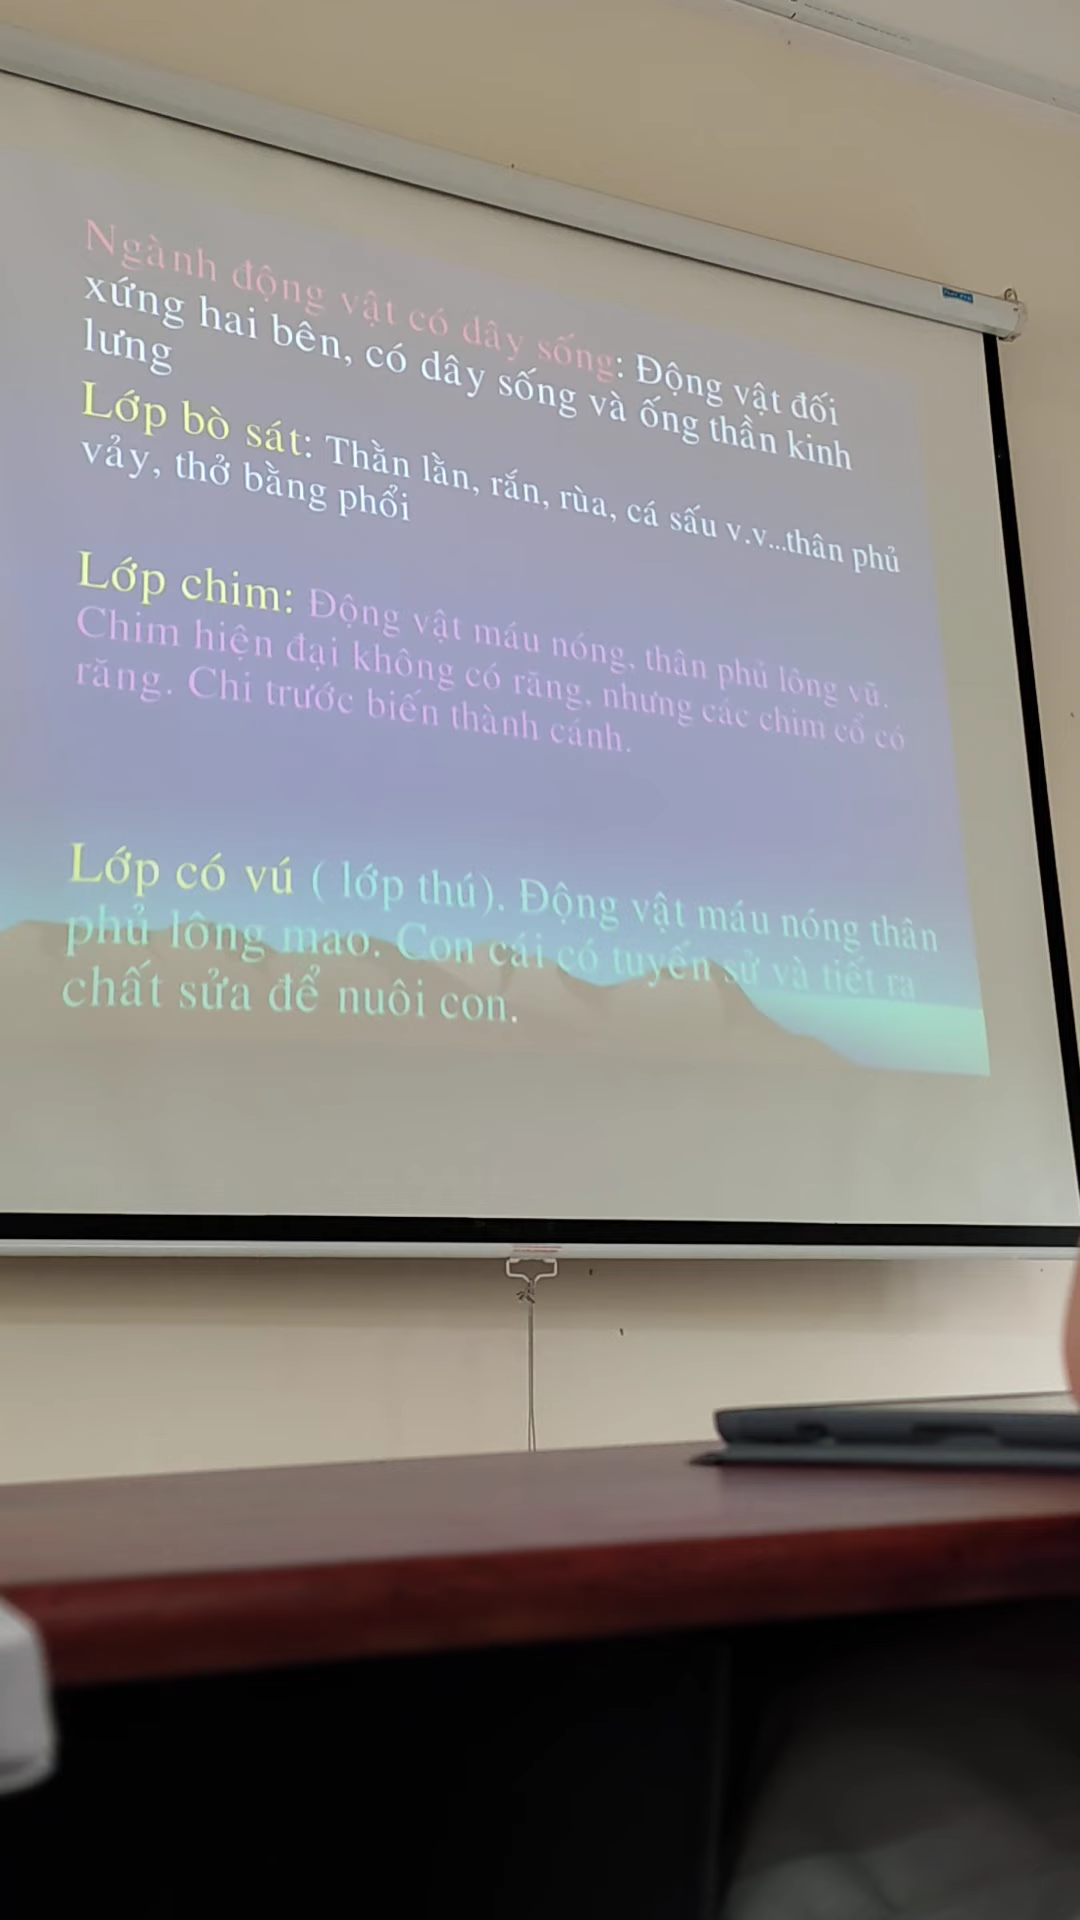 Ngành động vật có dây sống: Động vật đối
xứng hai bên, có dây sống và ống thần kinh
lưng
Lớp bò sát: Thằn lằn, rắn, rùa, cá sấu v.v...thân phủ
vảy, thở bằng phổi
Lớp chim: Động vật máu nóng, thân phủ lông vũ.
Chim hiện đại không có răng, nhưng các chim cổ có
răng. Chi trước biến thành cánh.
Lớp có vú ( lớp thú). Động vật máu nóng thân
phủ lông mao. Con cái có tuyến sử và tiết ra
chất sửa để nuôi con.